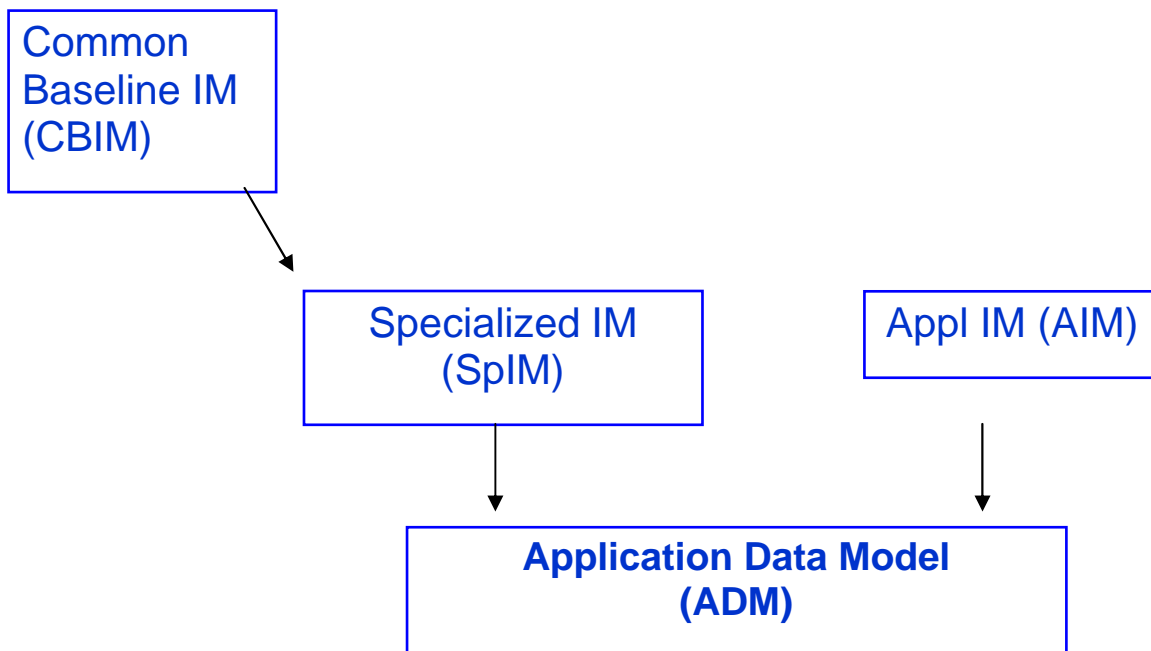 Common
Baseline IM
(CBIM)
Specialized IM
(SpIM)
Appl IM (AIM)
Application Data Model
(ADM)